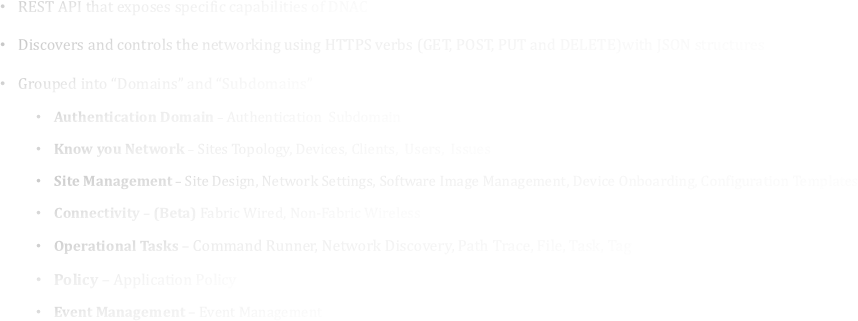 • REST API that exposes specific capabilities of DNAC
• Discovers and controls the networking using HTTPS verbs (GET, POST, PUT and DELETE)with JSON structures
• Grouped into “Domains” and “Subdomains”
• Authentication Domain – Authentication Subdomain
• Know you Network – Sites Topology, Devices, Clients, Users, Issues
• Site Management – Site Design, Network Settings, Software Image Management, Device Onboarding, Configuration Templates
• Connectivity – (Beta) Fabric Wired, Non-Fabric Wireless
• Operational Tasks – Command Runner, Network Discovery, Path Trace, File, Task, Tag
• Policy – Application Policy
• Event Management – Event Management